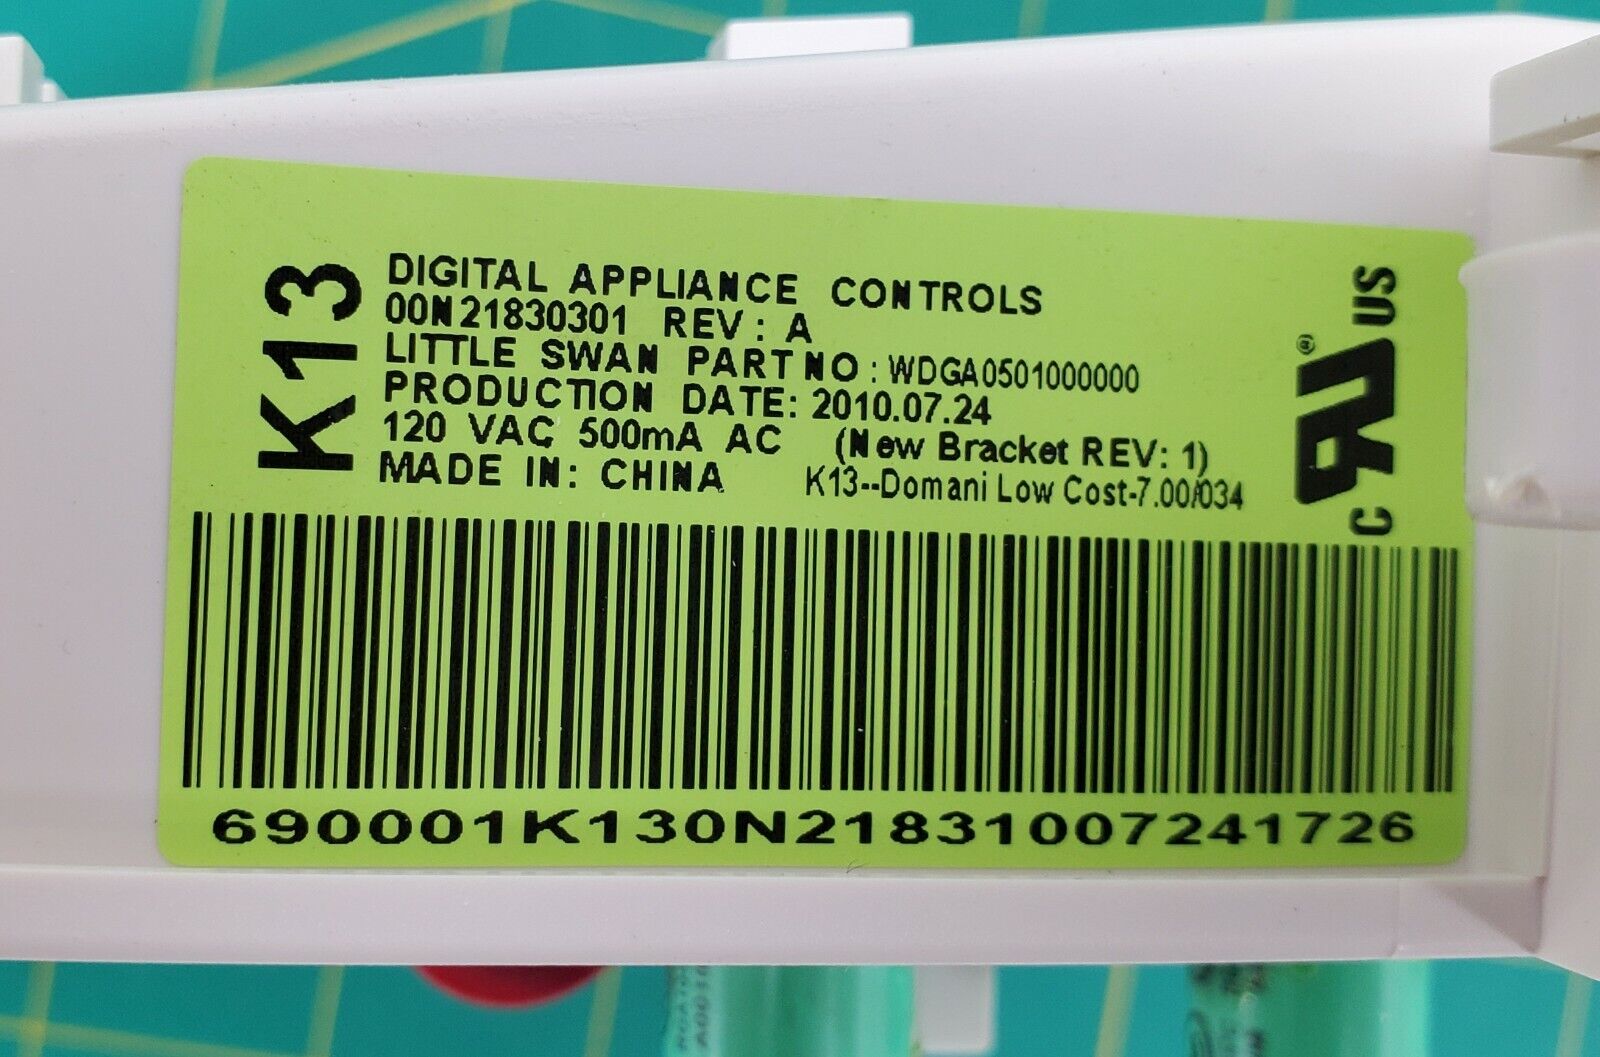 K13
DIGITAL APPLIANCE CONTROLS
00N21830301 REV: A
LITTLE SWAN PART NO: WDGA0501000000
PRODUCTION DATE: 2010.07.24
120 VAC 500mA AC (New Bracket REV: 1)
MADE IN: CHINA K13--Domani Low Cost-7.00/034
c RU ® US
690001K130N21831007241726